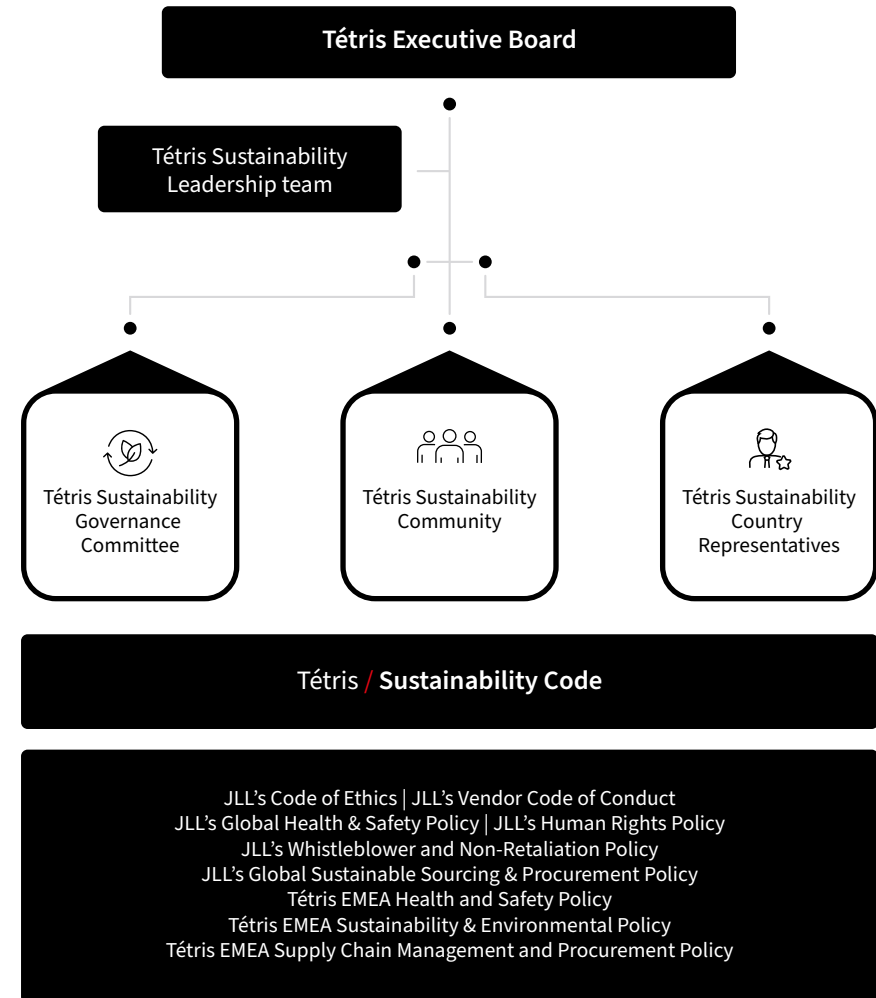 Tétris Executive Board
Tétris Sustainability
Leadership team
Tétris Sustainability
Governance
Committee
Tétris Sustainability
Community
Tétris Sustainability
Country
Representatives
Tétris / Sustainability Code
JLL’s Code of Ethics | JLL’s Vendor Code of Conduct
JLL’s Global Health & Safety Policy | JLL’s Human Rights Policy
JLL’s Whistleblower and Non-Retaliation Policy
JLL’s Global Sustainable Sourcing & Procurement Policy
Tétris EMEA Health and Safety Policy
Tétris EMEA Sustainability & Environmental Policy
Tétris EMEA Supply Chain Management and Procurement Policy